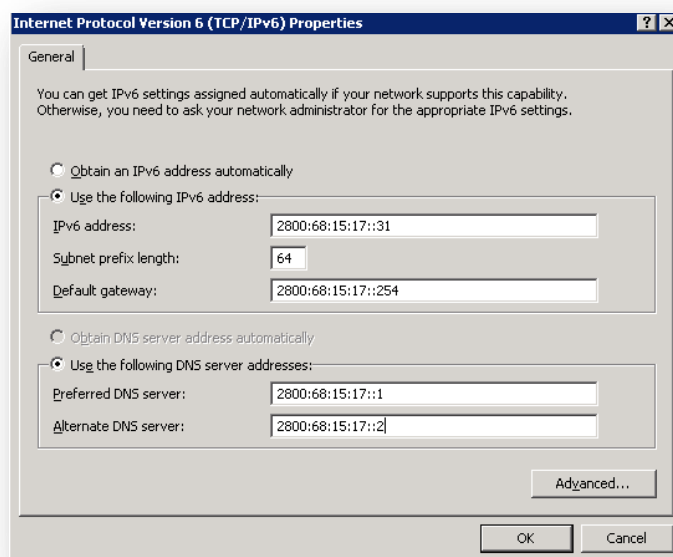 Internet Protocol Version 6 (TCP/IPv6) Properties
General
You can get IPv6 settings assigned automatically if your network supports this capability.
Otherwise, you need to ask your network administrator for the appropriate IPv6 settings.
Obtain an IPv6 address automatically
Use the following IPv6 address:
IPv6 address: 2800:68:15:17::31
Subnet prefix length: 64
Default gateway: 2800:68:15:17::254
Obtain DNS server address automatically
Use the following DNS server addresses:
Preferred DNS server: 2800:68:15:17::1
Alternate DNS server: 2800:68:15:17::2
Advanced...
OK Cancel